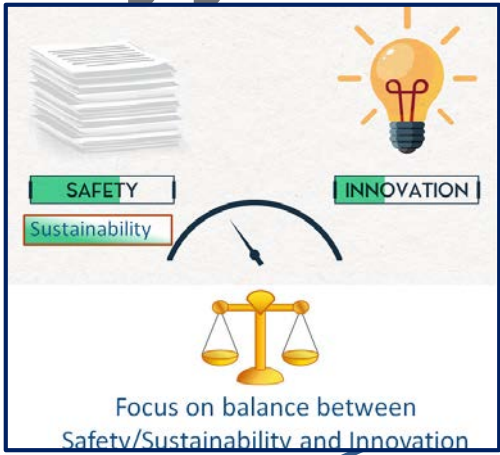 SAFETY
INNOVATION
Sustainability
Focus on balance between
Safety/Sustainability and Innovation